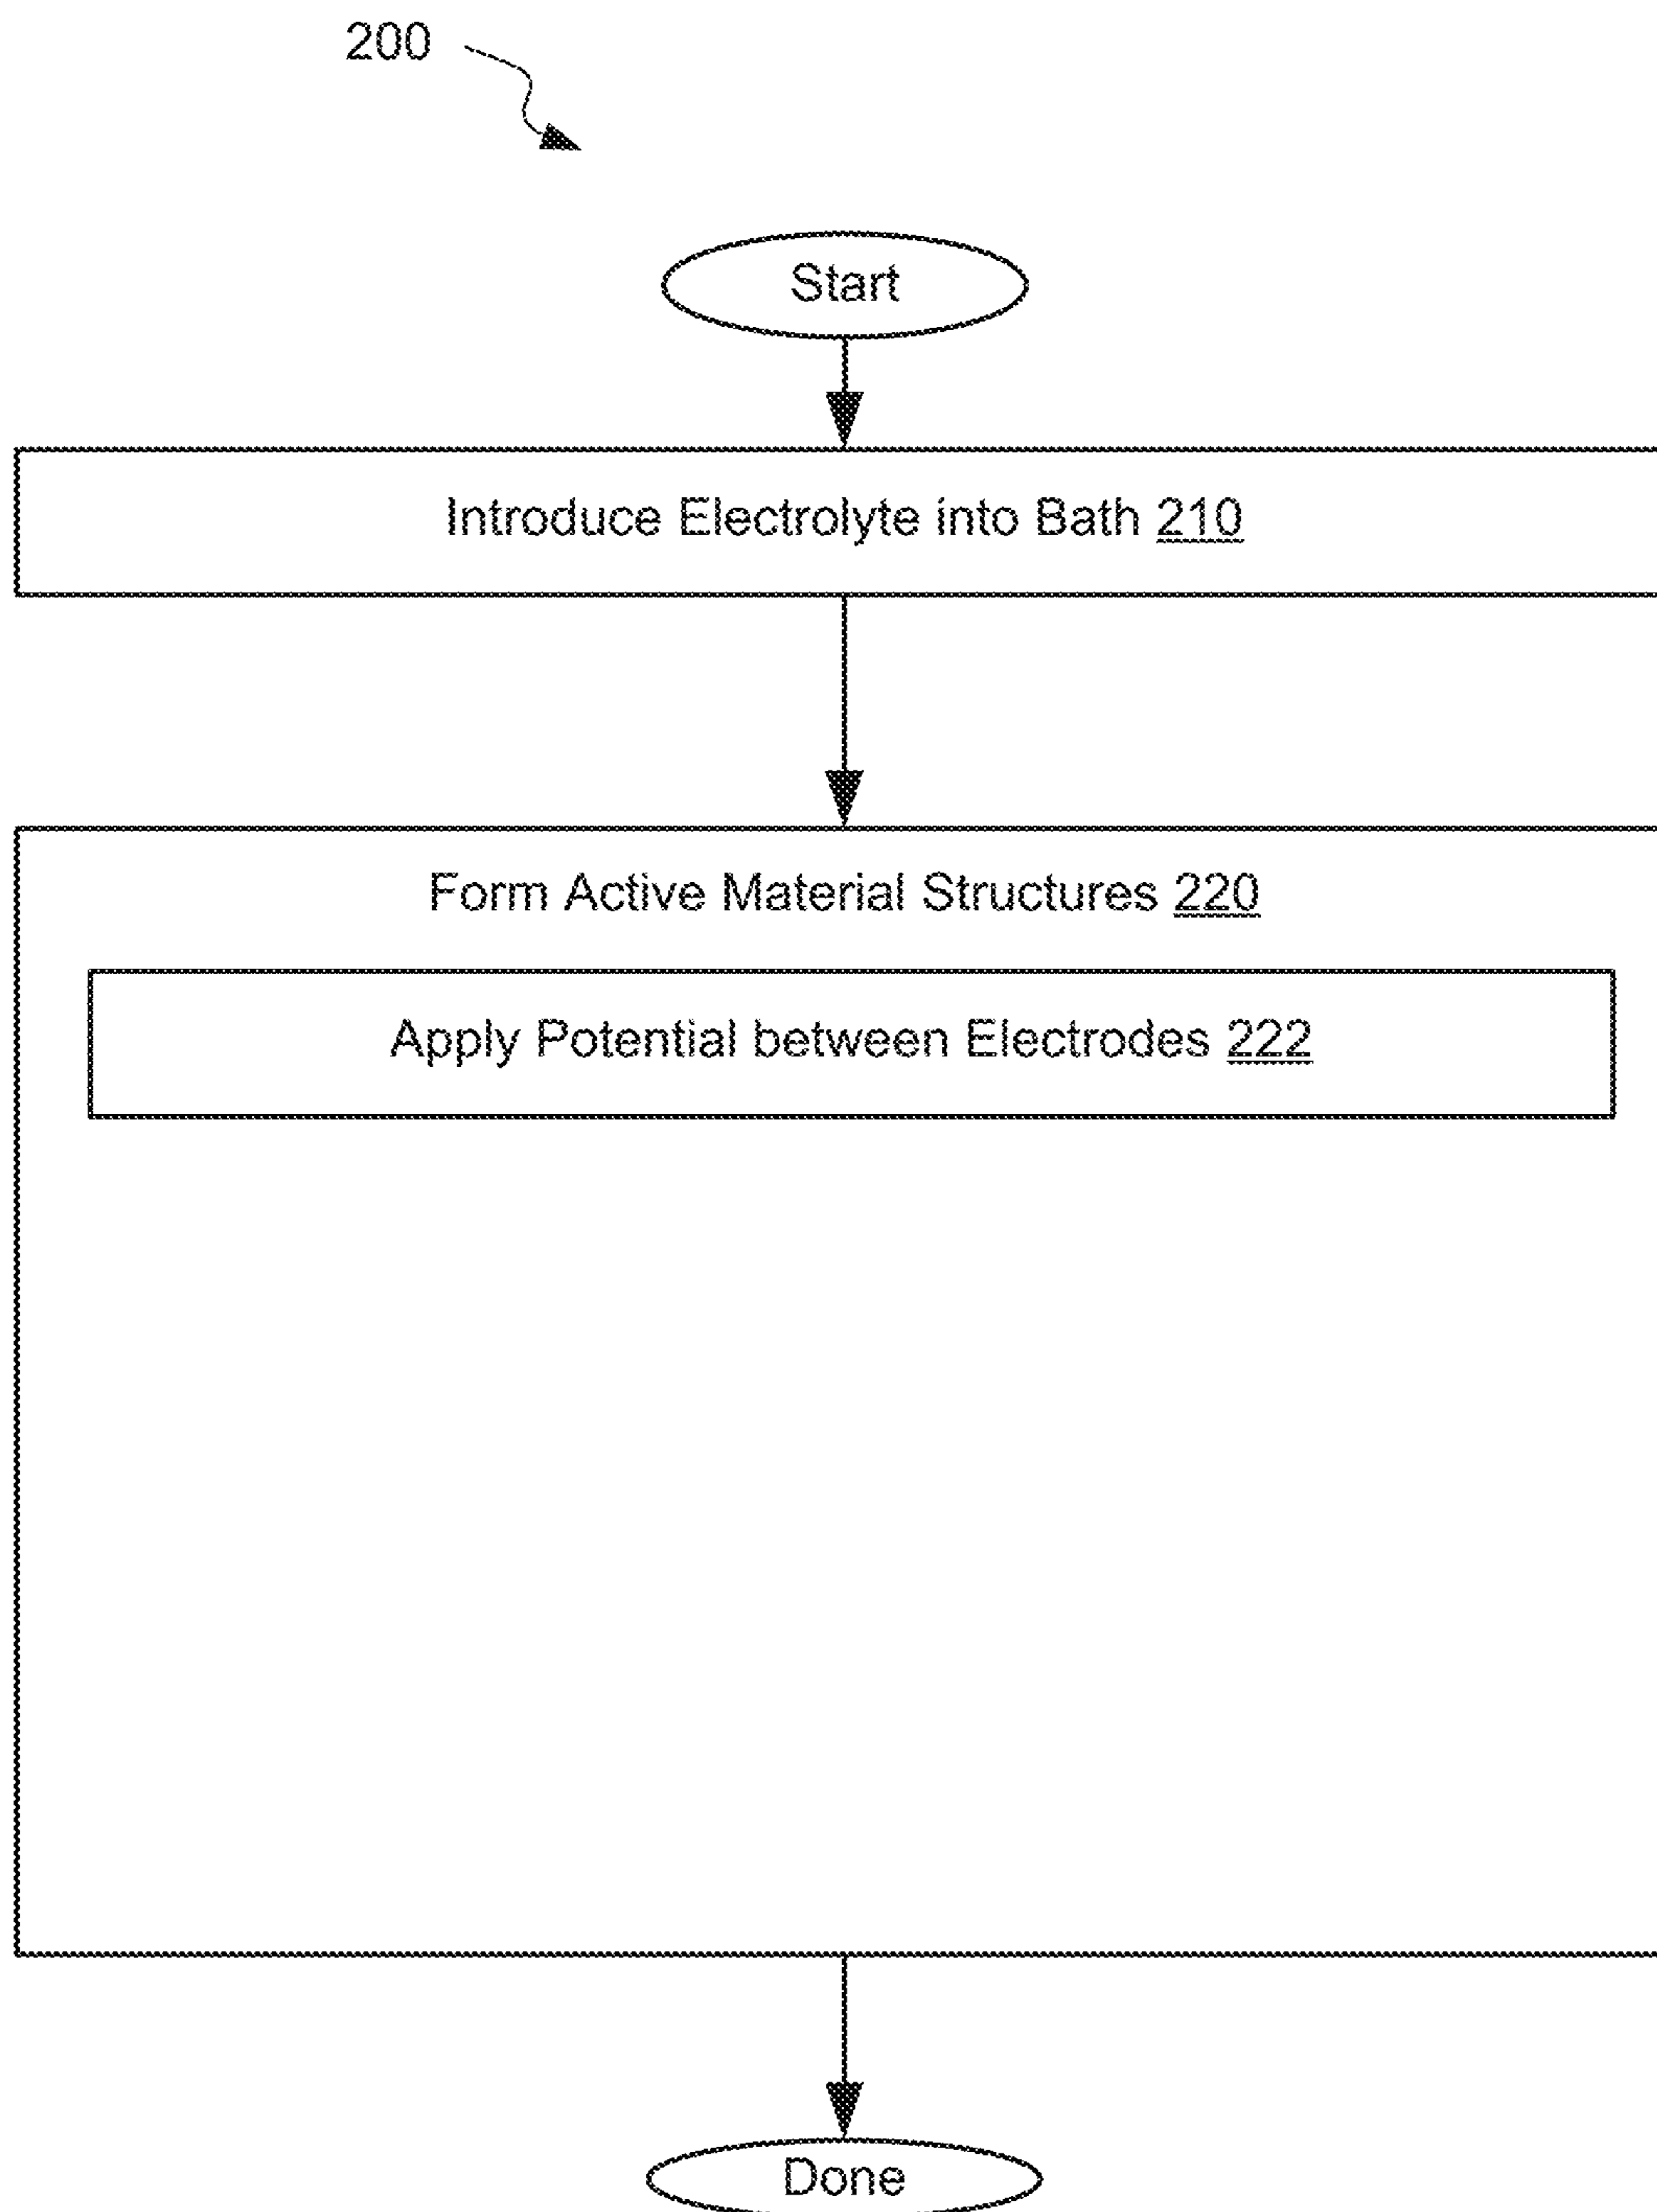 200
Start
Introduce Electrolyte into Bath 210
Form Active Material Structures 220
Apply Potential between Electrodes 222
Done